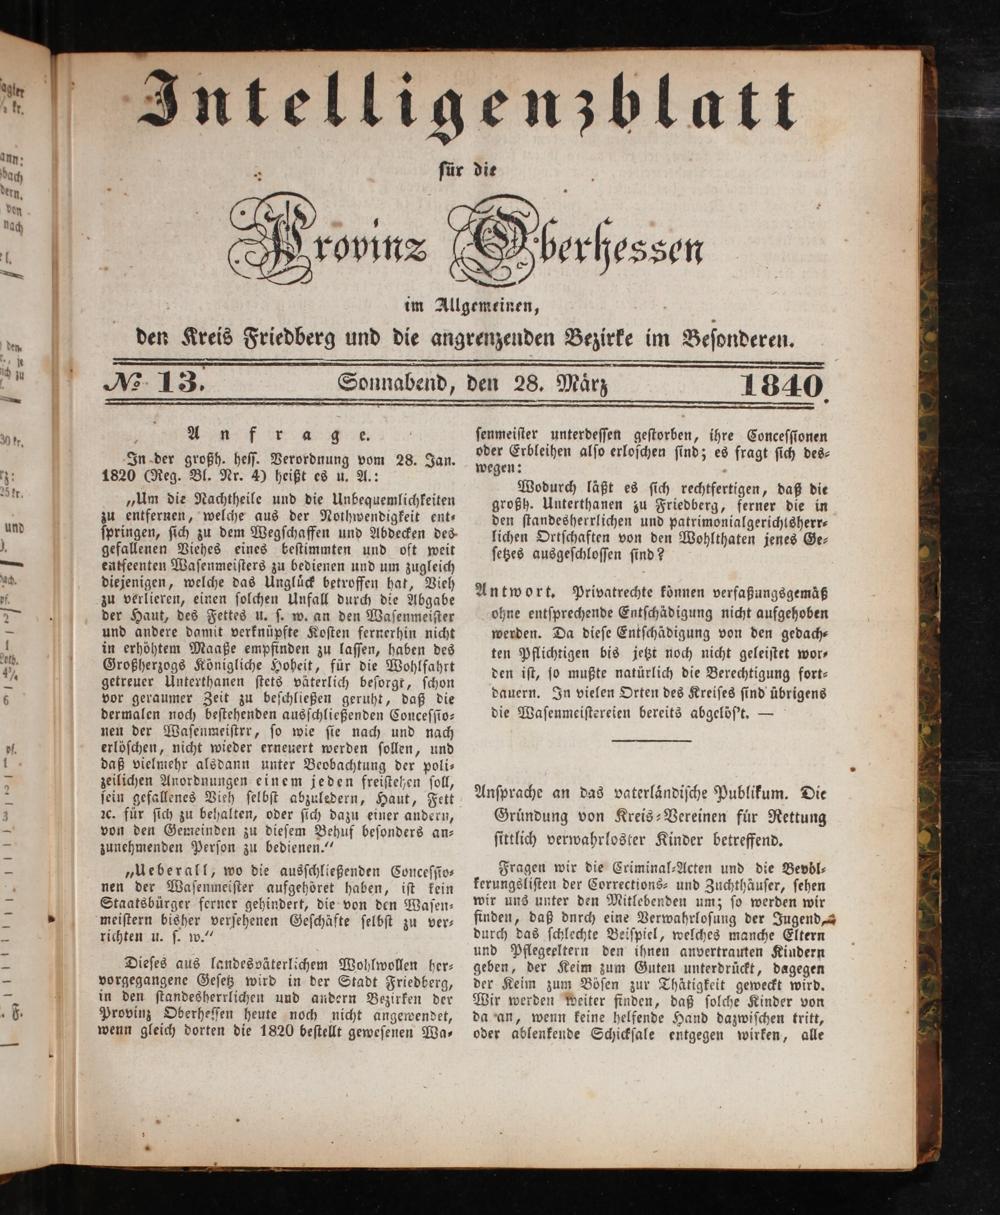 Intelligenzblatt
für die
Provinz Oberhessen
im Allgemeinen,
den Kreis Friedberg und die angrenzenden Bezirke im Besonderen.
№ 13. Sonnabend, den 28. März 1840.
Anfrage.
In der großh. hess. Verordnung vom 28. Jan.
1820 (Reg. Bl. Nr. 4) heißt es u. A.:
„Um die Nachtheile und die Unbequemlichkeiten
zu entfernen, welche aus der Nothwendigkeit ent-
springen, sich zu dem Wegschaffen und Abdecken des
gefallenen Viehes eines bestimmten und oft weit
entfeenten Wasenmeisters zu bedienen und um zugleich
diejenigen, welche das Unglück betroffen hat, Vieh
zu verlieren, einen solchen Unfall durch die Abgabe
der Haut, des Fettes u. s. w. an den Wasenmeister
und andere damit verknüpfte Kosten fernerhin nicht
in erhöhtem Maaße empfinden zu lassen, haben des
Großherzogs Königliche Hoheit, für die Wohlfahrt
getreuer Unterthanen stets väterlich besorgt, schon
vor geraumer Zeit zu beschließen geruht, daß die
dermalen noch bestehenden ausschließenden Concessio-
nen der Wasenmeistrr, so wie sie nach und nach
erlöschen, nicht wieder erneuert werden sollen, und
daß vielmehr alsdann unter Beobachtung der poli-
zeilichen Anordnungen einem jeden freistehen soll,
sein gefallenes Vieh selbst abzuledern, Haut, Fett
ꝛc. für sich zu behalten, oder sich dazu einer andern,
von den Gemeinden zu diesem Behuf besonders an-
zunehmenden Person zu bedienen.“
„Ueberall, wo die ausschließenden Concessio-
nen der Wasenmeister aufgehöret haben, ist kein
Staatsbürger ferner gehindert, die von den Wasen-
meistern bisher versehenen Geschäfte selbst zu ver-
richten u. s. w.“
Dieses aus landesväterlichem Wohlwollen her-
vorgegangene Gesetz wird in der Stadt Friedberg,
in den standesherrlichen und andern Bezirken der
Provinz Oberhessen heute noch nicht angewendet,
wenn gleich dorten die 1820 bestellt gewesenen Wa-
senmeister unterdessen gestorben, ihre Concessionen
oder Erbleihen also erloschen sind; es fragt sich des-
wegen:
Wodurch läßt es sich rechtfertigen, daß die
großh. Unterthanen zu Friedberg, ferner die in
den standesherrlichen und patrimonialgerichtsherr-
lichen Ortschaften von den Wohlthaten jenes Ge-
setzes ausgeschlossen sind?
Antwort. Privatrechte können verfaßungsgemäß
ohne entsprechende Entschädigung nicht aufgehoben
werden. Da diese Entschädigung von den gedach-
ten Pflichtigen bis jetzt noch nicht geleistet wor-
den ist, so mußte natürlich die Berechtigung fort-
dauern. In vielen Orten des Kreises sind übrigens
die Wasenmeistereien bereits abgelös't. —
Ansprache an das vaterländische Publikum. Die
Gründung von Kreis-Vereinen für Rettung
sittlich verwahrloster Kinder betreffend.
Fragen wir die Criminal-Acten und die Bevöl-
kerungslisten der Corrections- und Zuchthäuser, sehen
wir uns unter den Mitlebenden um; so werden wir
finden, daß dnrch eine Verwahrlosung der Jugend,
durch das schlechte Beispiel, welches manche Eltern
und Pflegeeltern den ihnen anvertrauten Kindern
geben, der Keim zum Guten unterdrückt, dagegen
der Keim zum Bösen zur Thätigkeit geweckt wird.
Wir werden weiter finden, daß solche Kinder von
da an, wenn keine helfende Hand dazwischen tritt,
oder ablenkende Schicksale entgegen wirken, alle